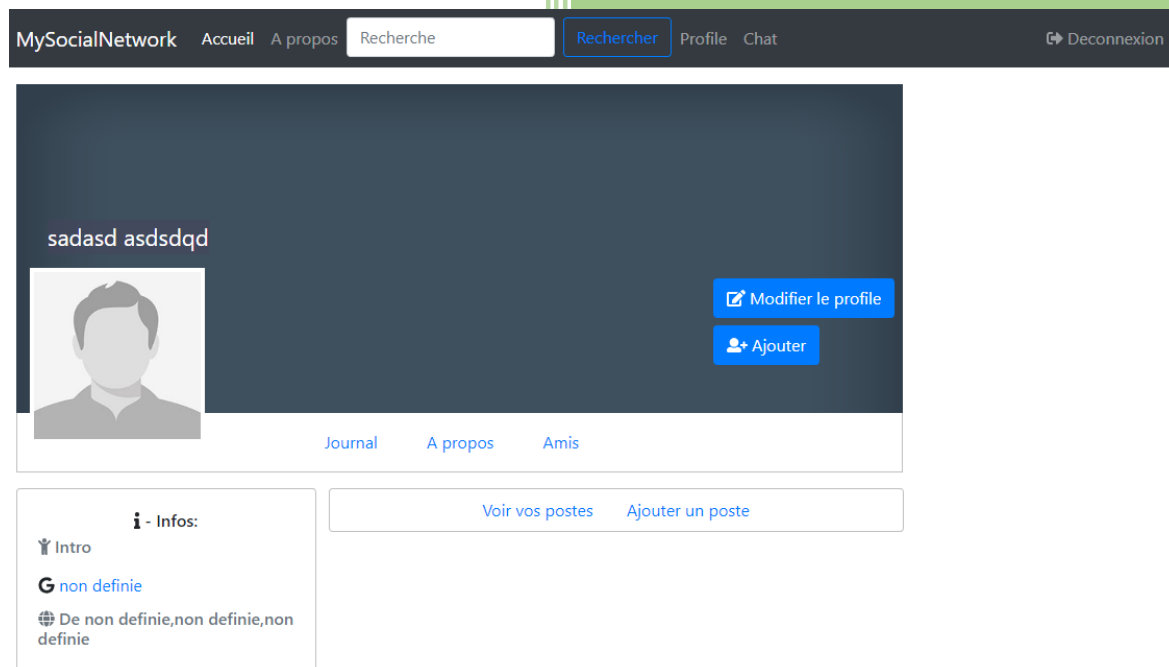 MySocialNetwork Accueil A propos Recherche Rechercher Profile Chat Deconnexion
sadasd asdsdqd
Modifier le profile
Ajouter
Journal A propos Amis
i - Infos:
Intro
G non definie
De non definie,non definie,non
definie
Voir vos postes Ajouter un poste